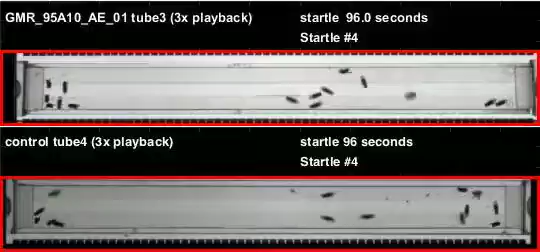 GMR_95A10_AE_01 tube3 (3x playback)
startle 96.0 seconds
Startle #4
control tube4 (3x playback)
startle 96 seconds
Startle #4